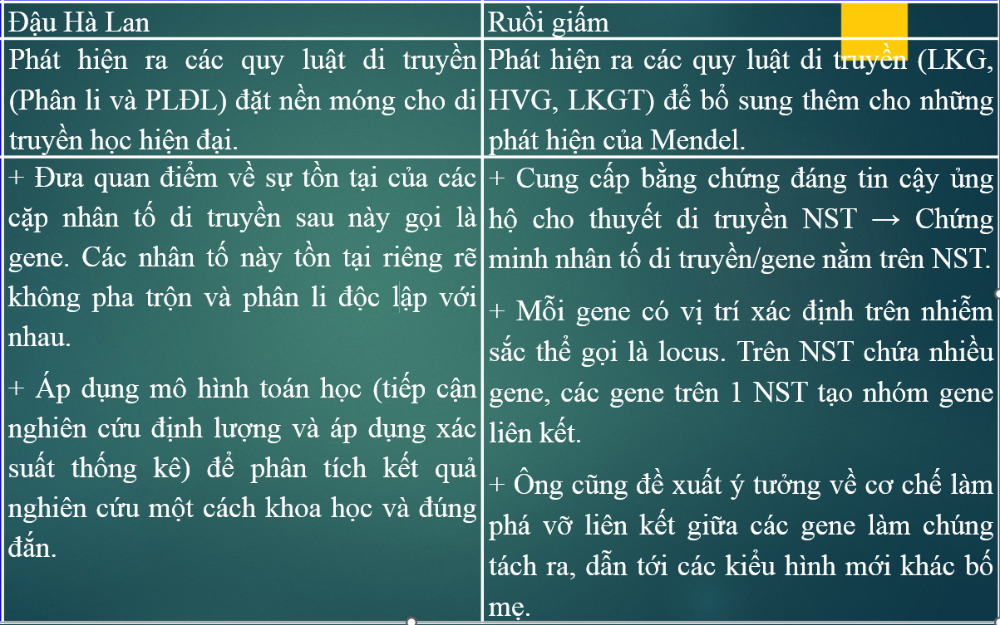 Đậu Hà Lan
Ruồi giấm
Phát hiện ra các quy luật di truyền
(Phân li và PLĐL) đặt nền móng cho di
truyền học hiện đại.
Phát hiện ra các quy luật di truyền (LKG,
HVG, LKGT) để bổ sung thêm cho những
phát hiện của Mendel.
+ Đưa quan điểm về sự tồn tại của các
cặp nhân tố di truyền sau này gọi là
gene. Các nhân tố này tồn tại riêng rẽ
không pha trộn và phân li độc lập với
nhau.
+ Áp dụng mô hình toán học (tiếp cận
nghiên cứu định lượng và áp dụng xác
suất thống kê) để phân tích kết quả
nghiên cứu một cách khoa học và đúng
đắn.
+ Cung cấp bằng chứng đáng tin cậy ủng
hộ cho thuyết di truyền NST → Chứng
minh nhân tố di truyền/gene nằm trên NST.
+ Mỗi gene có vị trí xác định trên nhiễm
sắc thể gọi là locus. Trên NST chứa nhiều
gene, các gene trên 1 NST tạo nhóm gene
liên kết.
+ Ông cũng đề xuất ý tưởng về cơ chế làm
phá vỡ liên kết giữa các gene làm chúng
tách ra, dẫn tới các kiểu hình mới khác bố
mẹ.